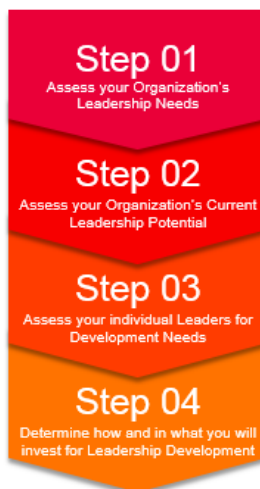 Step 01
Assess your Organization's
Leadership Needs
Step 02
Assess your Organization's Current
Leadership Potential
Step 03
Assess your individual Leaders for
Development Needs
Step 04
Determine how and in what you will
invest for Leadership Development